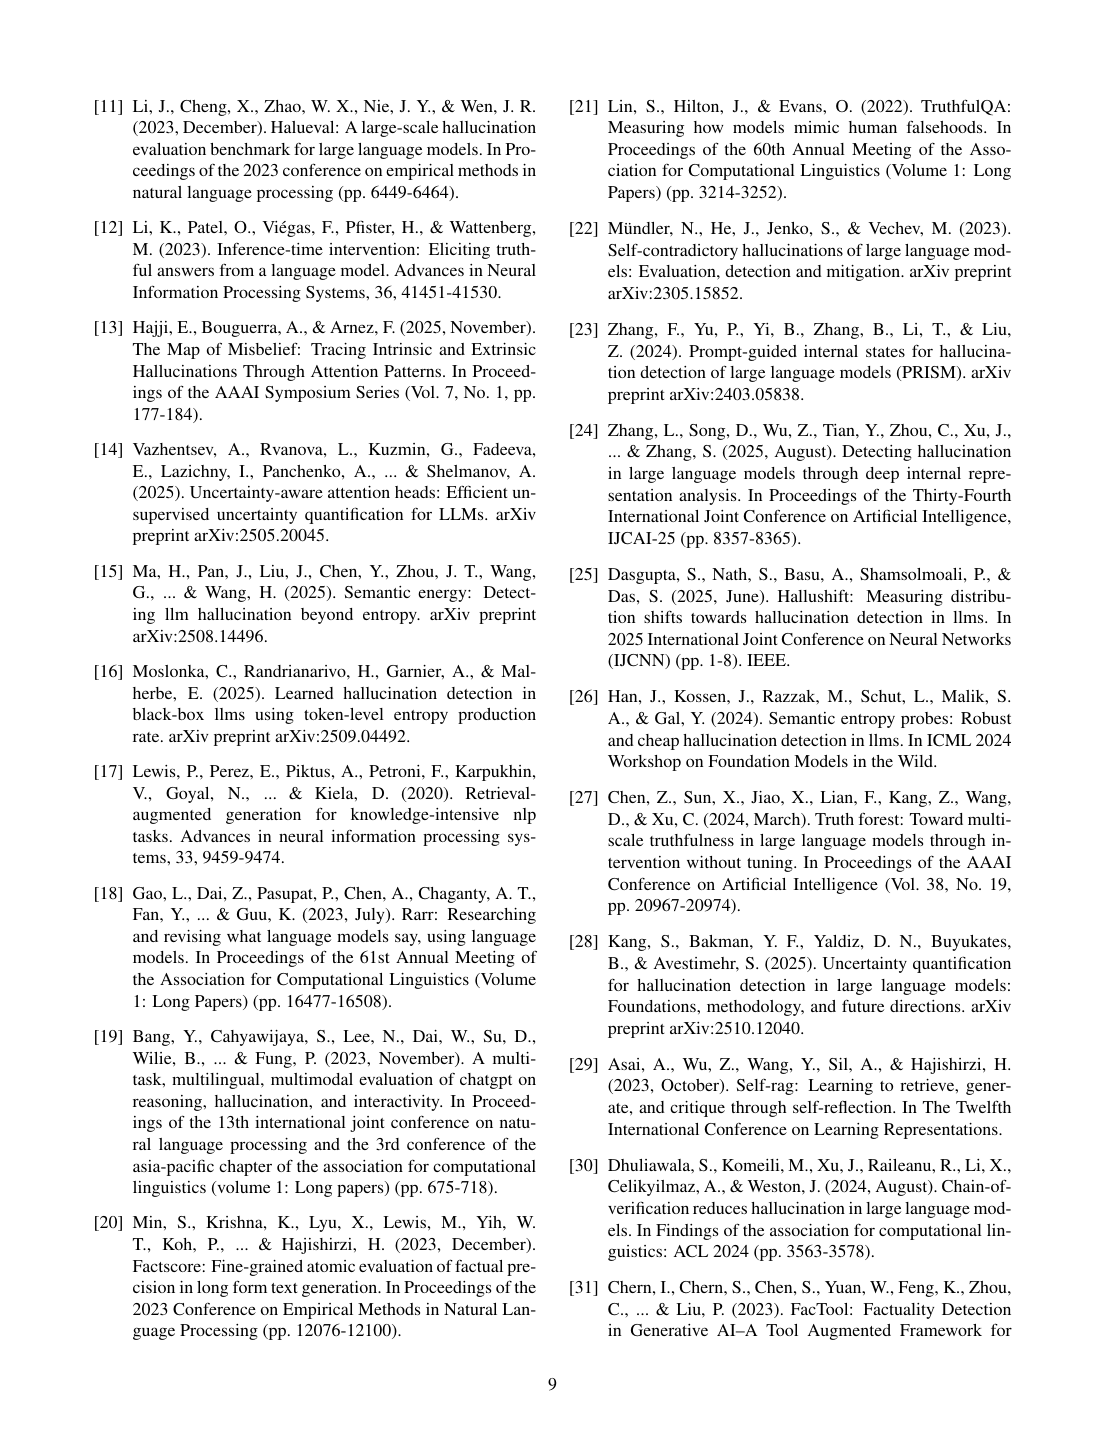 [11] Li, J., Cheng, X., Zhao, W. X., Nie, J. Y., & Wen, J. R.
(2023, December). Halueval: A large-scale hallucination
evaluation benchmark for large language models. In Pro-
ceedings of the 2023 conference on empirical methods in
natural language processing (pp. 6449-6464).
[12] Li, K., Patel, O., Viégas, F., Pfister, H., & Wattenberg,
M. (2023). Inference-time intervention: Eliciting truth-
ful answers from a language model. Advances in Neural
Information Processing Systems, 36, 41451-41530.
[13] Hajji, E., Bouguerra, A., & Arnez, F. (2025, November).
The Map of Misbelief: Tracing Intrinsic and Extrinsic
Hallucinations Through Attention Patterns. In Proceed-
ings of the AAAI Symposium Series (Vol. 7, No. 1, pp.
177-184).
[14] Vazhentsev, A., Rvanova, L., Kuzmin, G., Fadeeva,
E., Lazichny, I., Panchenko, A., ... & Shelmanov, A.
(2025). Uncertainty-aware attention heads: Efficient un-
supervised uncertainty quantification for LLMs. arXiv
preprint arXiv:2505.20045.
[15] Ma, H., Pan, J., Liu, J., Chen, Y., Zhou, J. T., Wang,
G., ... & Wang, H. (2025). Semantic energy: Detect-
ing llm hallucination beyond entropy. arXiv preprint
arXiv:2508.14496.
[16] Moslonka, C., Randrianarivo, H., Garnier, A., & Mal-
herbe, E. (2025). Learned hallucination detection in
black-box llms using token-level entropy production
rate. arXiv preprint arXiv:2509.04492.
[17] Lewis, P., Perez, E., Piktus, A., Petroni, F., Karpukhin,
V., Goyal, N., ... & Kiela, D. (2020). Retrieval-
augmented generation for knowledge-intensive nlp
tasks. Advances in neural information processing sys-
tems, 33, 9459-9474.
[18] Gao, L., Dai, Z., Pasupat, P., Chen, A., Chaganty, A. T.,
Fan, Y., ... & Guu, K. (2023, July). Rarr: Researching
and revising what language models say, using language
models. In Proceedings of the 61st Annual Meeting of
the Association for Computational Linguistics (Volume
1: Long Papers) (pp. 16477-16508).
[19] Bang, Y., Cahyawijaya, S., Lee, N., Dai, W., Su, D.,
Wilie, B., ... & Fung, P. (2023, November). A multi-
task, multilingual, multimodal evaluation of chatgpt on
reasoning, hallucination, and interactivity. In Proceed-
ings of the 13th international joint conference on natu-
ral language processing and the 3rd conference of the
asia-pacific chapter of the association for computational
linguistics (volume 1: Long papers) (pp. 675-718).
[20] Min, S., Krishna, K., Lyu, X., Lewis, M., Yih, W.
T., Koh, P., ... & Hajishirzi, H. (2023, December).
Factscore: Fine-grained atomic evaluation of factual pre-
cision in long form text generation. In Proceedings of the
2023 Conference on Empirical Methods in Natural Lan-
guage Processing (pp. 12076-12100).
[21] Lin, S., Hilton, J., & Evans, O. (2022). TruthfulQA:
Measuring how models mimic human falsehoods. In
Proceedings of the 60th Annual Meeting of the Asso-
ciation for Computational Linguistics (Volume 1: Long
Papers) (pp. 3214-3252).
[22] Mündler, N., He, J., Jenko, S., & Vechev, M. (2023).
Self-contradictory hallucinations of large language mod-
els: Evaluation, detection and mitigation. arXiv preprint
arXiv:2305.15852.
[23] Zhang, F., Yu, P., Yi, B., Zhang, B., Li, T., & Liu,
Z. (2024). Prompt-guided internal states for hallucina-
tion detection of large language models (PRISM). arXiv
preprint arXiv:2403.05838.
[24] Zhang, L., Song, D., Wu, Z., Tian, Y., Zhou, C., Xu, J.,
... & Zhang, S. (2025, August). Detecting hallucination
in large language models through deep internal repre-
sentation analysis. In Proceedings of the Thirty-Fourth
International Joint Conference on Artificial Intelligence,
IJCAI-25 (pp. 8357-8365).
[25] Dasgupta, S., Nath, S., Basu, A., Shamsolmoali, P., &
Das, S. (2025, June). Hallushift: Measuring distribu-
tion shifts towards hallucination detection in llms. In
2025 International Joint Conference on Neural Networks
(IJCNN) (pp. 1-8). IEEE.
[26] Han, J., Kossen, J., Razzak, M., Schut, L., Malik, S.
A., & Gal, Y. (2024). Semantic entropy probes: Robust
and cheap hallucination detection in llms. In ICML 2024
Workshop on Foundation Models in the Wild.
[27] Chen, Z., Sun, X., Jiao, X., Lian, F., Kang, Z., Wang,
D., & Xu, C. (2024, March). Truth forest: Toward multi-
scale truthfulness in large language models through in-
tervention without tuning. In Proceedings of the AAAI
Conference on Artificial Intelligence (Vol. 38, No. 19,
pp. 20967-20974).
[28] Kang, S., Bakman, Y. F., Yaldiz, D. N., Buyukates,
B., & Avestimehr, S. (2025). Uncertainty quantification
for hallucination detection in large language models:
Foundations, methodology, and future directions. arXiv
preprint arXiv:2510.12040.
[29] Asai, A., Wu, Z., Wang, Y., Sil, A., & Hajishirzi, H.
(2023, October). Self-rag: Learning to retrieve, gener-
ate, and critique through self-reflection. In The Twelfth
International Conference on Learning Representations.
[30] Dhuliawala, S., Komeili, M., Xu, J., Raileanu, R., Li, X.,
Celikyilmaz, A., & Weston, J. (2024, August). Chain-of-
verification reduces hallucination in large language mod-
els. In Findings of the association for computational lin-
guistics: ACL 2024 (pp. 3563-3578).
[31] Chern, I., Chern, S., Chen, S., Yuan, W., Feng, K., Zhou,
C., ... & Liu, P. (2023). FacTool: Factuality Detection
in Generative AI–A Tool Augmented Framework for
9